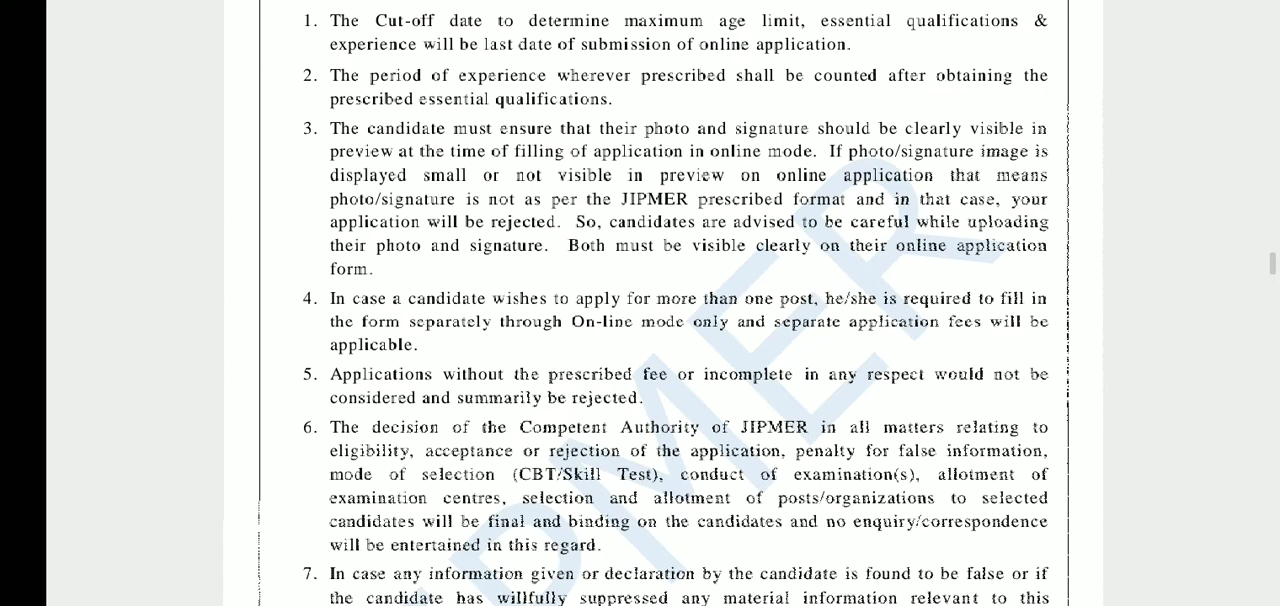 1. The Cut-off date to determine maximum age limit, essential qualifications &
experience will be last date of submission of online application.
2. The period of experience wherever prescribed shall be counted after obtaining the
prescribed essential qualifications.
3. The candidate must ensure that their photo and signature should be clearly visible in
preview at the time of filling of application in online mode. If photo/signature image is
displayed small or not visible in preview on online application that means
photo/signature is not as per the JIPMER prescribed format and in that case, your
application will be rejected. So, candidates are advised to be careful while uploading
their photo and signature. Both must be visible clearly on their online application
form.
4. In case a candidate wishes to apply for more than one post, he/she is required to fill in
the form separately through On-line mode only and separate application fees will be
applicable.
5. Applications without the prescribed fee or incomplete in any respect would not be
considered and summarily be rejected.
6. The decision of the Competent Authority of JIPMER in all matters relating to
eligibility, acceptance or rejection of the application, penalty for false information,
mode of selection (CBT/Skill Test), conduct of examination(s), allotment of
examination centres, selection and allotment of posts/organizations to selected
candidates will be final and binding on the candidates and no enquiry/correspondence
will be entertained in this regard.
7. In case any information given or declaration by the candidate is found to be false or if
the candidate has willfully suppressed any material information relevant to this
PMER